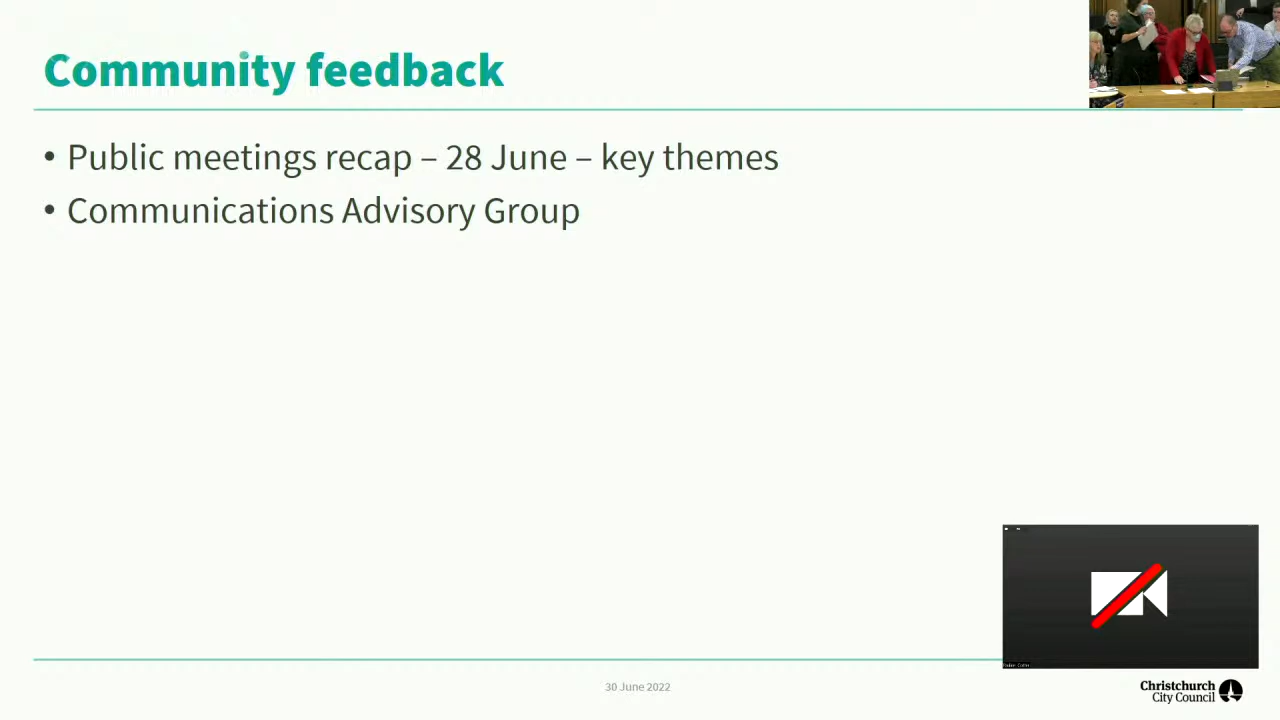 Community feedback
• Public meetings recap – 28 June – key themes
• Communications Advisory Group
30 June 2022
Christchurch
City Council